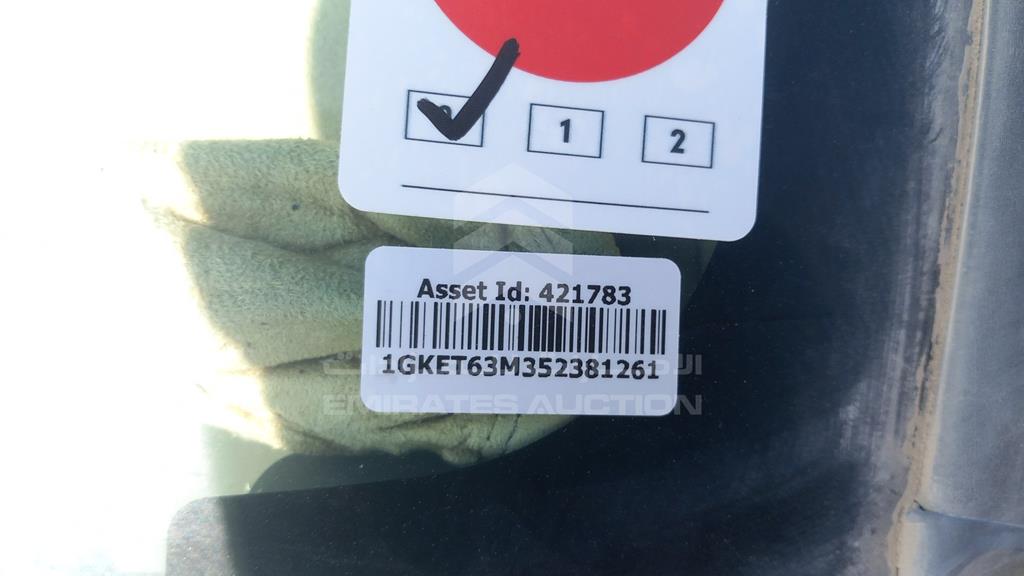 1 2
Asset Id: 421783
1GKET63M352381261
EMIRATES AUCTION